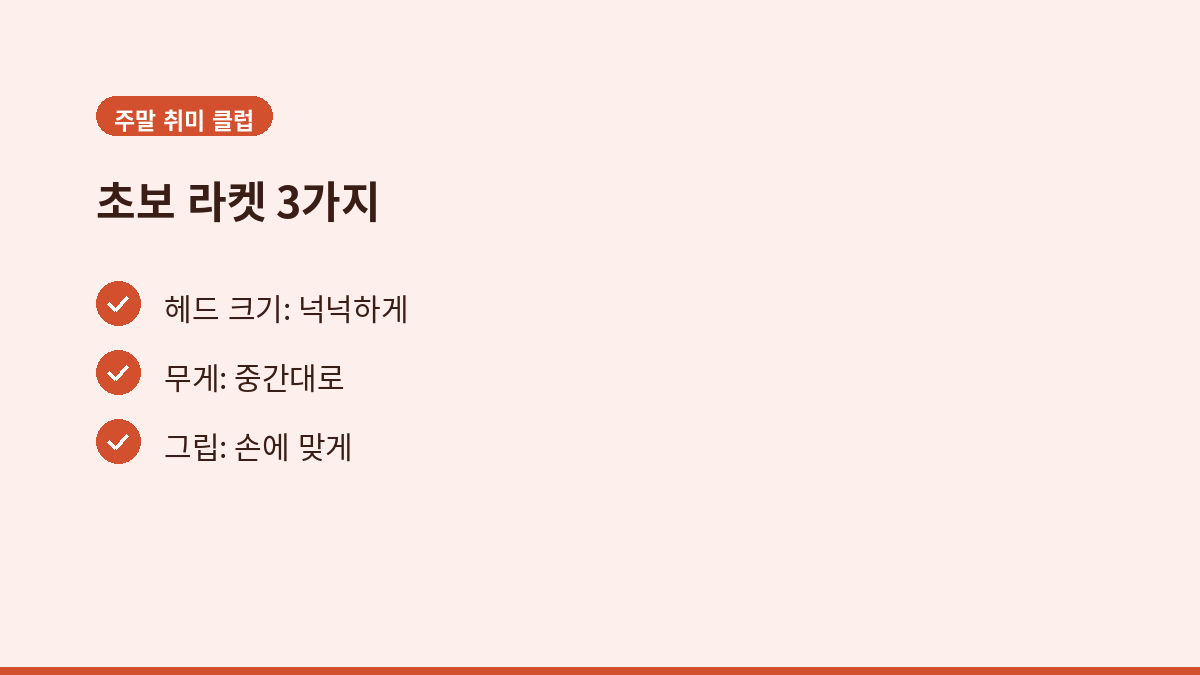 주말 취미 클럽
초보 라켓 3가지
헤드 크기: 넉넉하게
무게: 중간대로
그립: 손에 맞게